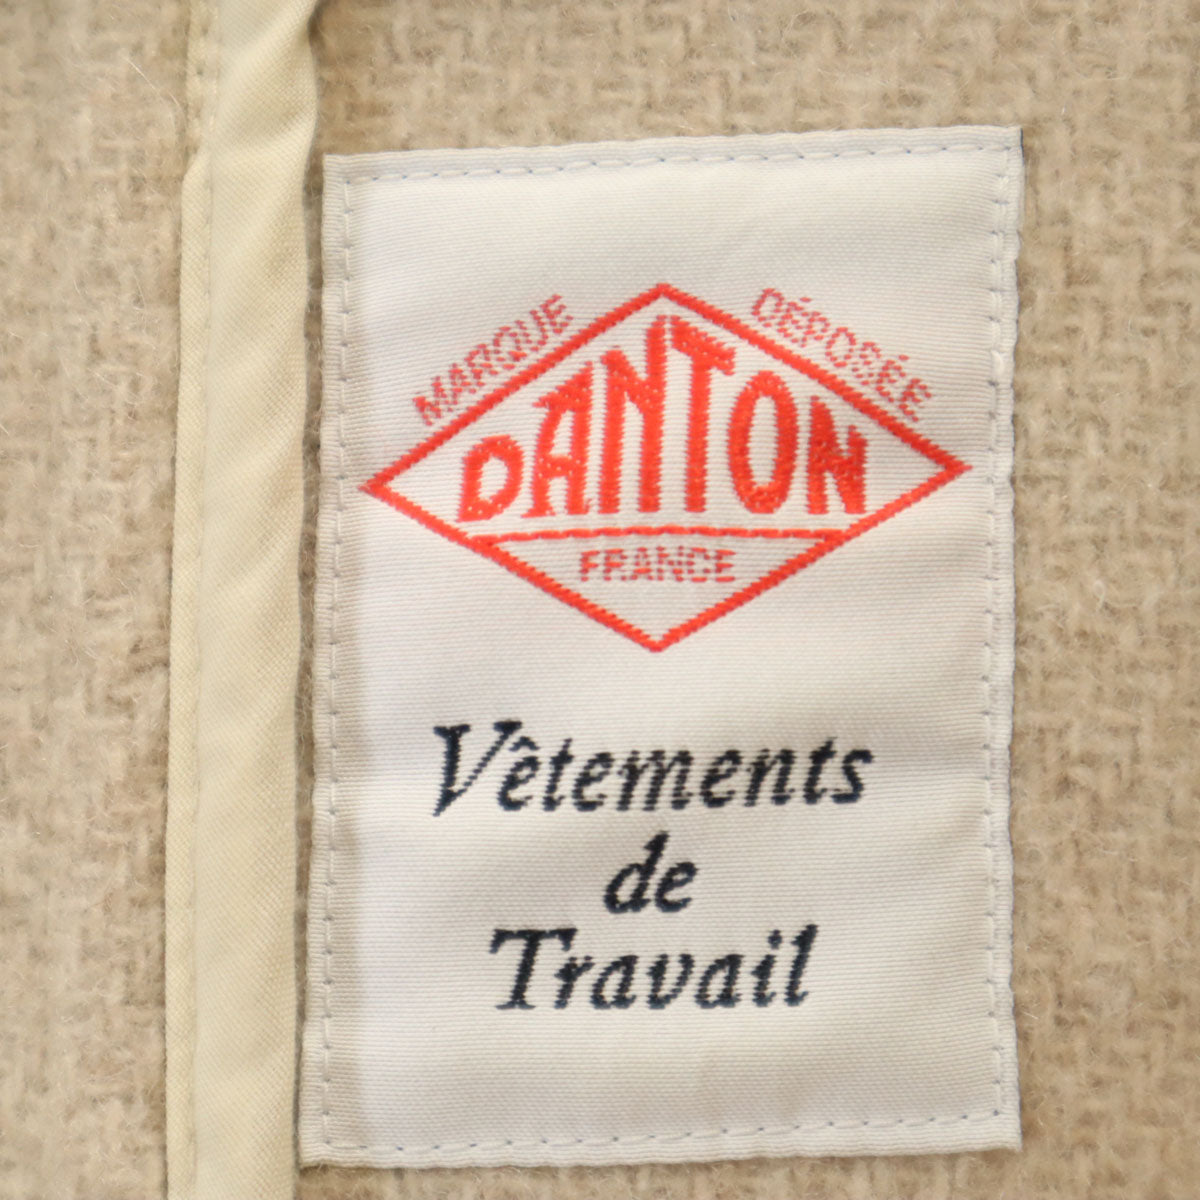 MARQUE DÉPOSÉE
DANTON
FRANCE
Vêtements
de
Travail